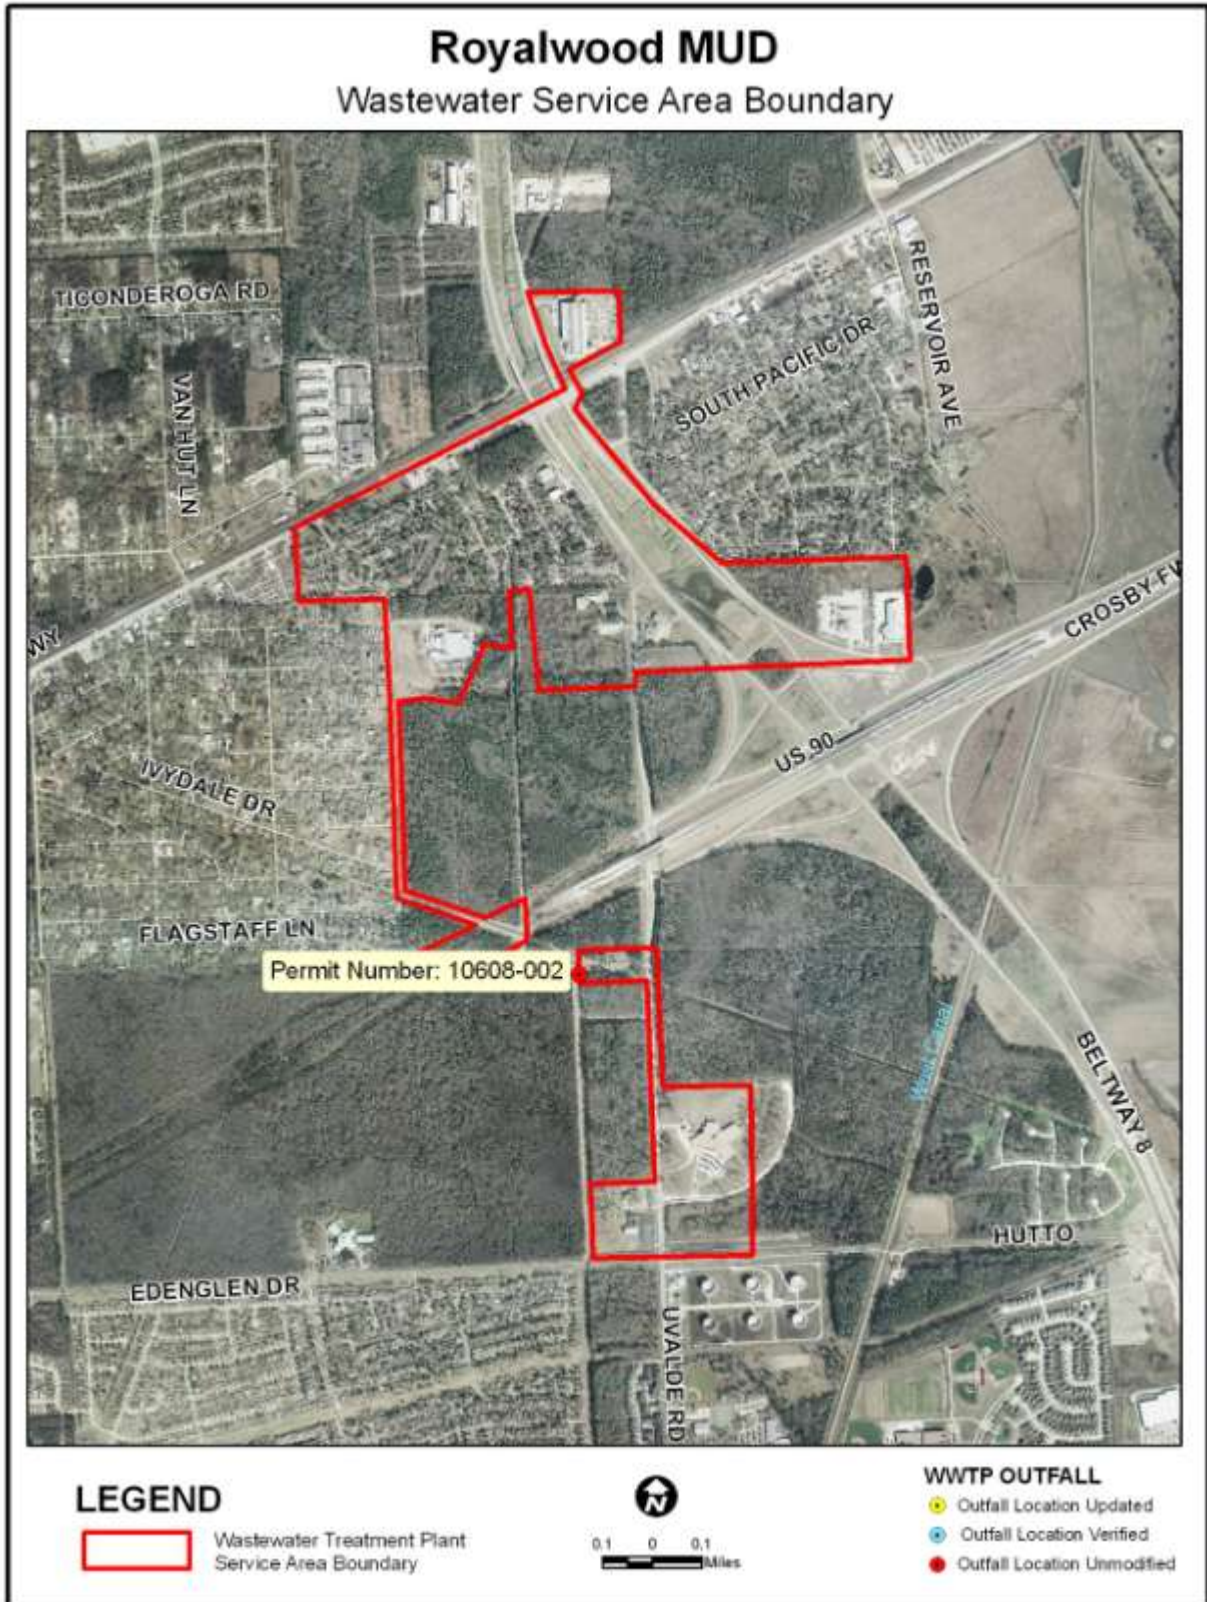 Royalwood MUD
Wastewater Service Area Boundary
TICONDEROGA RD
VAN HUT LN
SOUTH PACIFIC DR
RESERVOIR AVE
CROSBY FW
WY
US 90
IVYDALE DR
FLAGSTAFF LN
Permit Number: 10608-002
West Canal
BELTWAY 8
HUTTO
EDENGLEN DR
UVALDE RD
LEGEND
Wastewater Treatment Plant
Service Area Boundary
N
0.1 0 0.1
Miles
WWTP OUTFALL
Outfall Location Updated
Outfall Location Verified
Outfall Location Unmodified